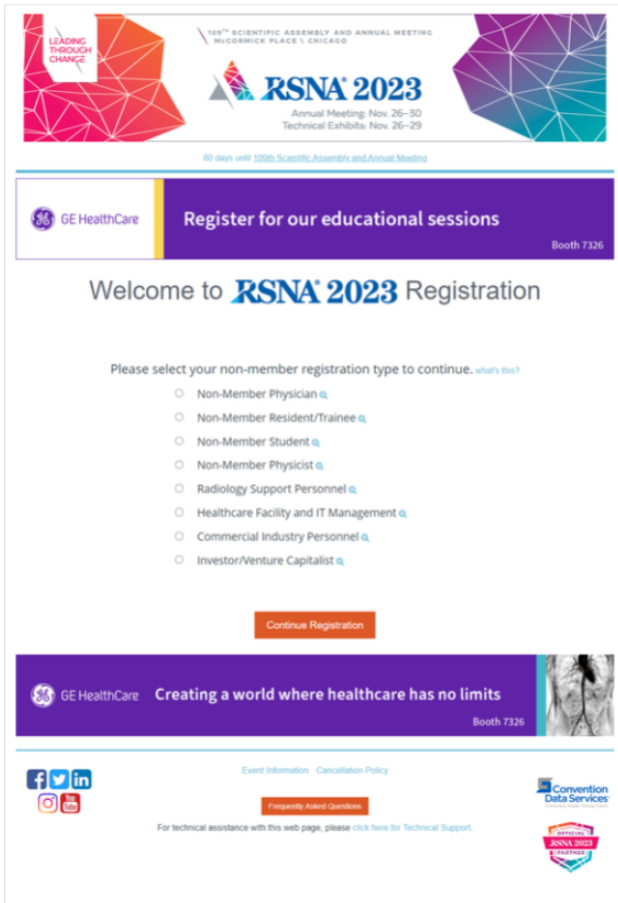 LEADING
THROUGH
CHANGE
109TH SCIENTIFIC ASSEMBLY AND ANNUAL MEETING
McCORMICK PLACE \ CHICAGO
RSNA® 2023
Annual Meeting: Nov. 26–30
Technical Exhibits: Nov. 26–29
80 days until 109th Scientific Assembly and Annual Meeting
GE HealthCare
Register for our educational sessions
Booth 7326
Welcome to RSNA® 2023 Registration
Please select your non-member registration type to continue. what's this?
Non-Member Physician
Non-Member Resident/Trainee
Non-Member Student
Non-Member Physicist
Radiology Support Personnel
Healthcare Facility and IT Management
Commercial Industry Personnel
Investor/Venture Capitalist
Continue Registration
GE HealthCare Creating a world where healthcare has no limits
Booth 7326
Event Information Cancellation Policy
Frequently Asked Questions
For technical assistance with this web page, please click here for Technical Support.
You
Tube
Convention
Data Services
OFFICIAL
RSNA 2023
PARTNER